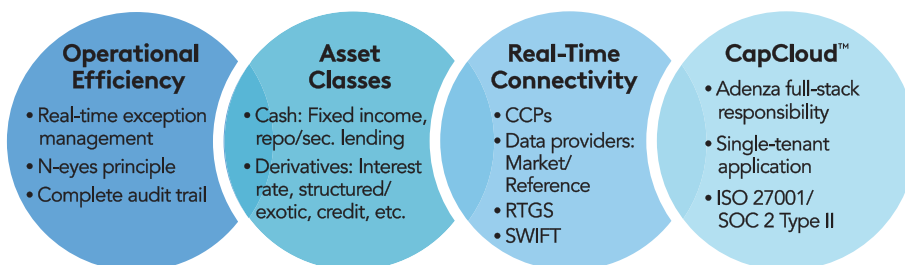 Operational
Efficiency
• Real-time exception
management
• N-eyes principle
• Complete audit trail
Asset
Classes
• Cash: Fixed income,
repo/sec. lending
• Derivatives: Interest
rate, structured/
exotic, credit, etc.
Real-Time
Connectivity
• CCPs
• Data providers:
Market/
Reference
• RTGS
• SWIFT
CapCloud™
• Adenza full-stack
responsibility
• Single-tenant
application
• ISO 27001/
SOC 2 Type II